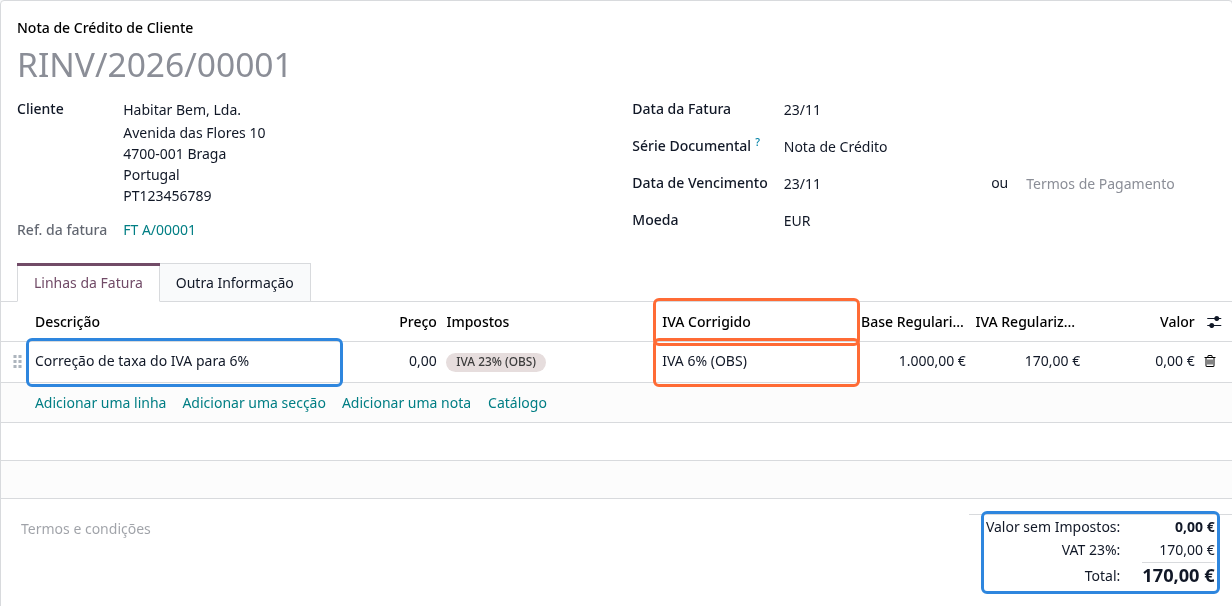 Nota de Crédito de Cliente
RINV/2026/00001
Cliente
Habitar Bem, Lda.
Avenida das Flores 10
4700-001 Braga
Portugal
PT123456789
Ref. da fatura FT A/00001
Data da Fatura 23/11
Série Documental ? Nota de Crédito
Data de Vencimento 23/11 ou Termos de Pagamento
Moeda EUR
Linhas da Fatura Outra Informação
Descrição Preço Impostos IVA Corrigido Base Regulari... IVA Regulariz... Valor
Correção de taxa do IVA para 6% 0,00 IVA 23% (OBS) IVA 6% (OBS) 1.000,00 € 170,00 € 0,00 €
Adicionar uma linha Adicionar uma secção Adicionar uma nota Catálogo
Termos e condições
Valor sem Impostos: 0,00 €
VAT 23%: 170,00 €
Total: 170,00 €